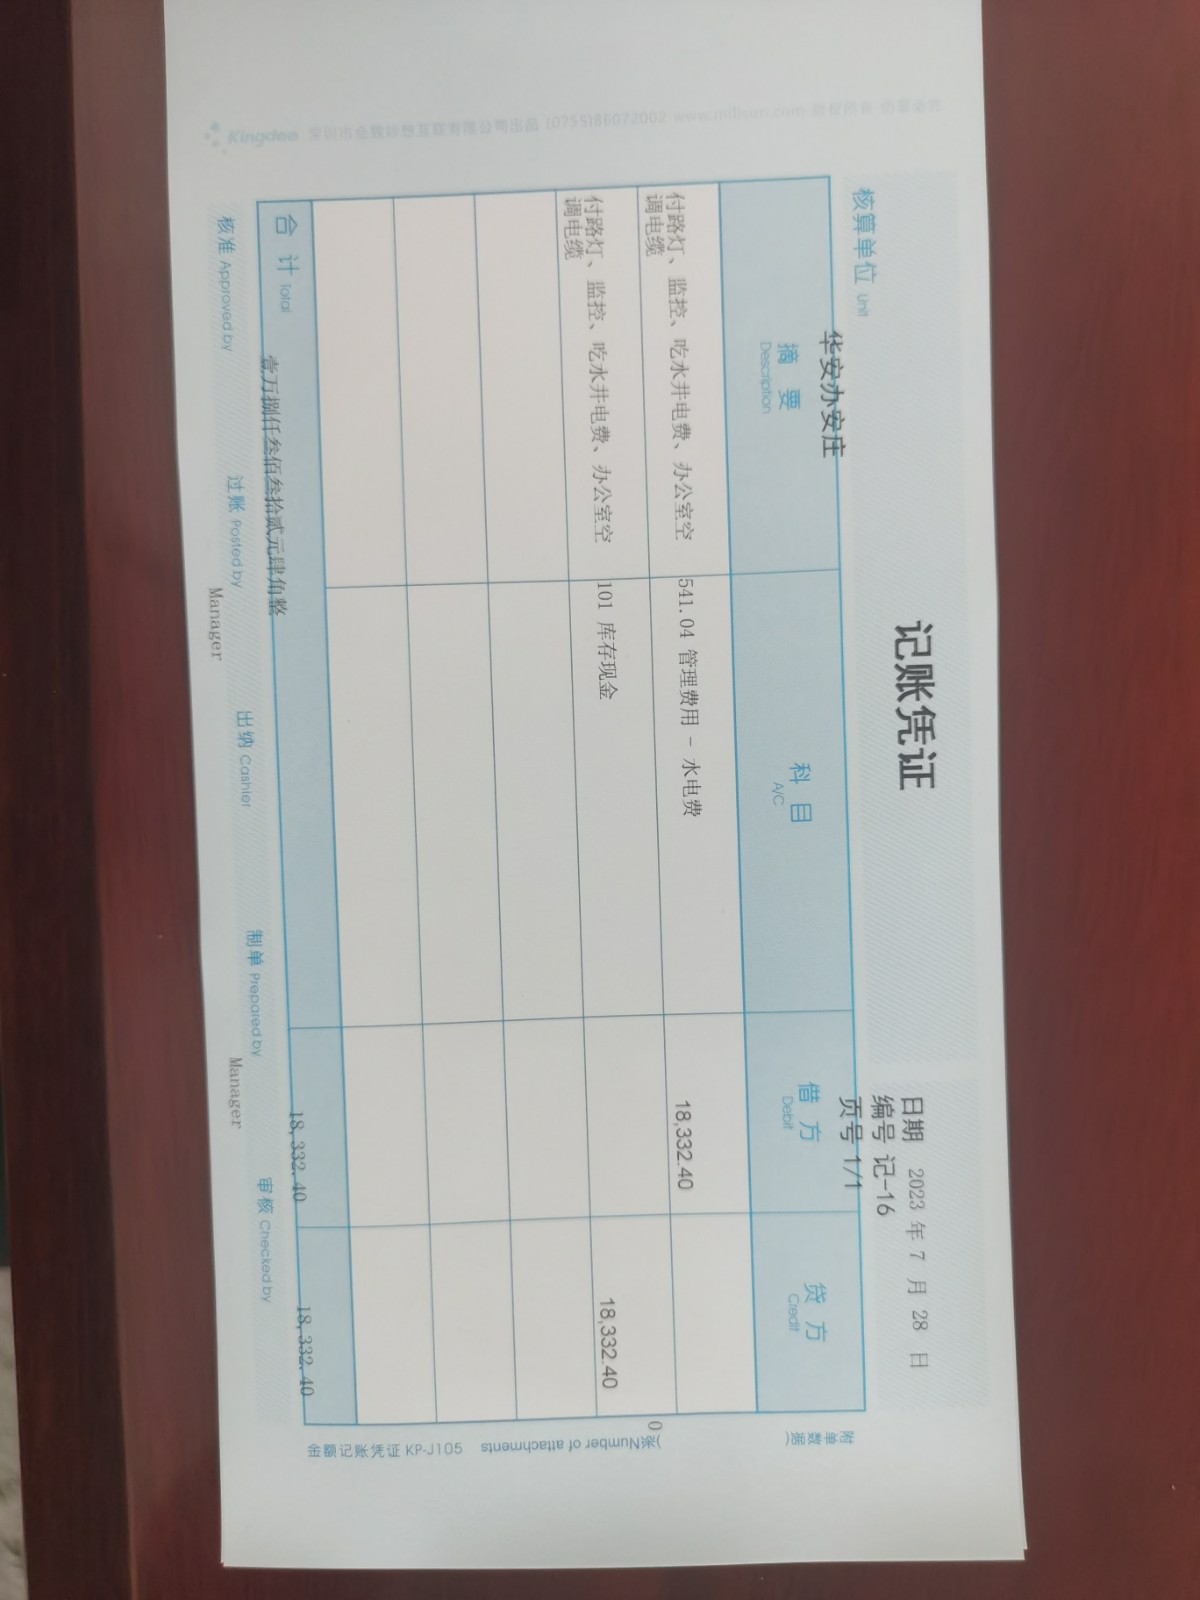 记账凭证
日期 2023 年 7 月 28 日
编号 记-16
页号 1/1
核算单位 Unit 华安办安庄
摘 要 Description 科 目 A/C 借 方 Debit 贷 方 Credit
付路灯、监控、吃水井电费、办公室空 541.04 管理费用 - 水电费 18,332.40
调电缆
付路灯、监控、吃水井电费、办公室空 101 库存现金 18,332.40
调电缆
合 计 Total 壹万捌仟叁佰叁拾贰元肆角整 18,332.40 18,332.40
核准 Approved by 过账 Posted by Manager 出纳 Cashier 制单 Prepared by Manager 审核 Checked by
附单数据( 0 )张 Number of attachments
金额记账凭证 KP-J105
Kingdee (0755)86072002